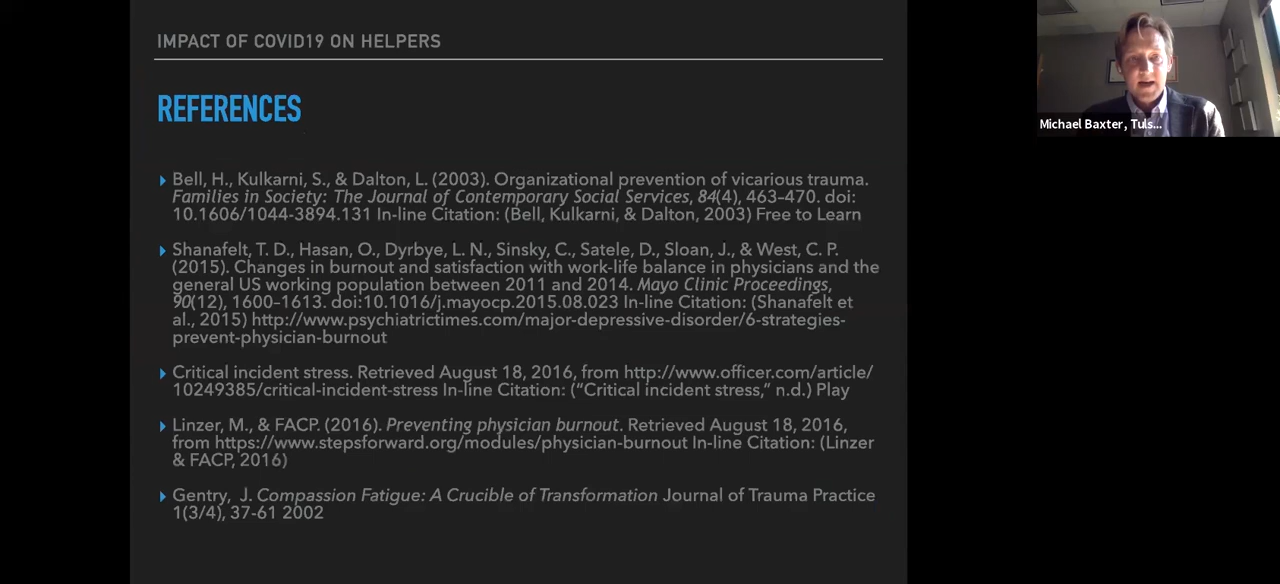 IMPACT OF COVID19 ON HELPERS
REFERENCES
Bell, H., Kulkarni, S., & Dalton, L. (2003). Organizational prevention of vicarious trauma.
Families in Society: The Journal of Contemporary Social Services, 84(4), 463–470. doi:
10.1606/1044-3894.131 In-line Citation: (Bell, Kulkarni, & Dalton, 2003) Free to Learn
Shanafelt, T. D., Hasan, O., Dyrbye, L. N., Sinsky, C., Satele, D., Sloan, J., & West, C. P.
(2015). Changes in burnout and satisfaction with work-life balance in physicians and the
general US working population between 2011 and 2014. Mayo Clinic Proceedings,
90(12), 1600–1613. doi:10.1016/j.mayocp.2015.08.023 In-line Citation: (Shanafelt et
al., 2015) http://www.psychiatrictimes.com/major-depressive-disorder/6-strategies-
prevent-physician-burnout
Critical incident stress. Retrieved August 18, 2016, from http://www.officer.com/article/
10249385/critical-incident-stress In-line Citation: (“Critical incident stress,” n.d.) Play
Linzer, M., & FACP. (2016). Preventing physician burnout. Retrieved August 18, 2016,
from https://www.stepsforward.org/modules/physician-burnout In-line Citation: (Linzer
& FACP, 2016)
Gentry, J. Compassion Fatigue: A Crucible of Transformation Journal of Trauma Practice
1(3/4), 37-61 2002
Michael Baxter, Tuls...